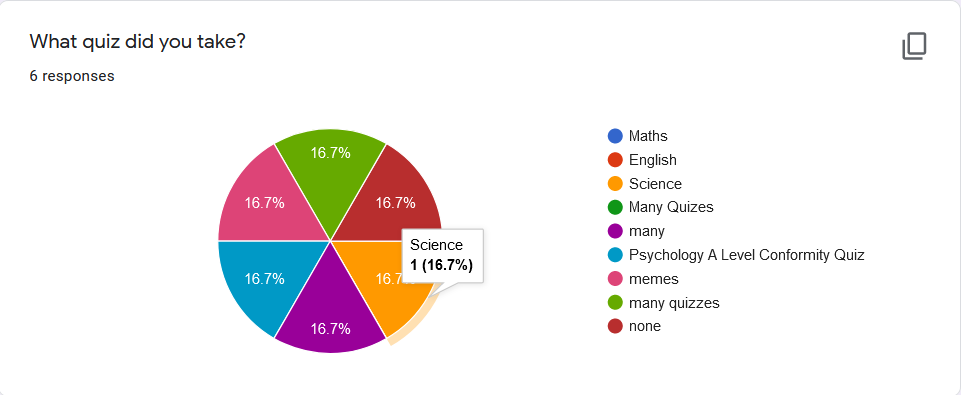 What quiz did you take?
6 responses
16.7%
16.7%
16.7%
16.7%
16.7%
16.7%
Science
1 (16.7%)
Maths
English
Science
Many Quizes
many
Psychology A Level Conformity Quiz
memes
many quizzes
none